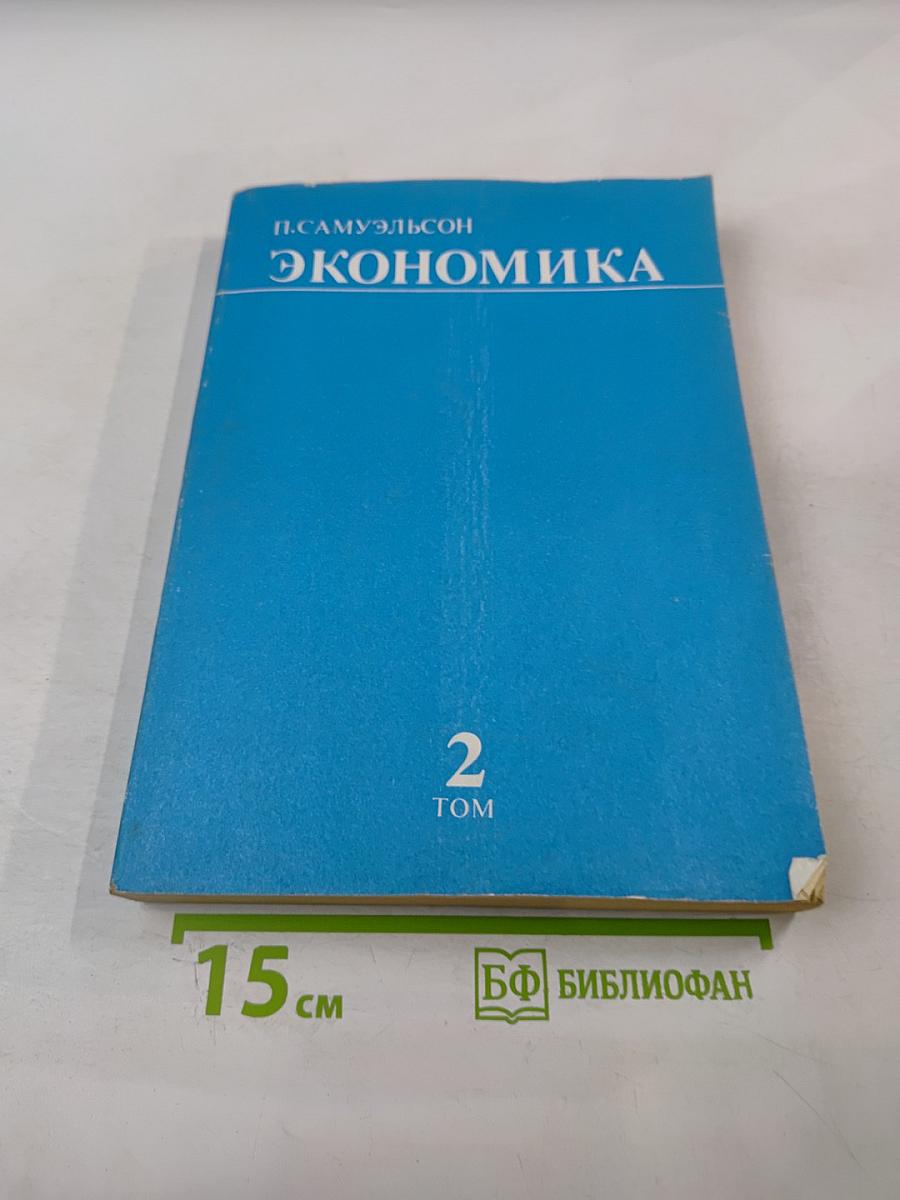 П.САМУЭЛЬСОН
ЭКОНОМИКА
2
ТОМ
15 см
БФ БИБЛИОФАН